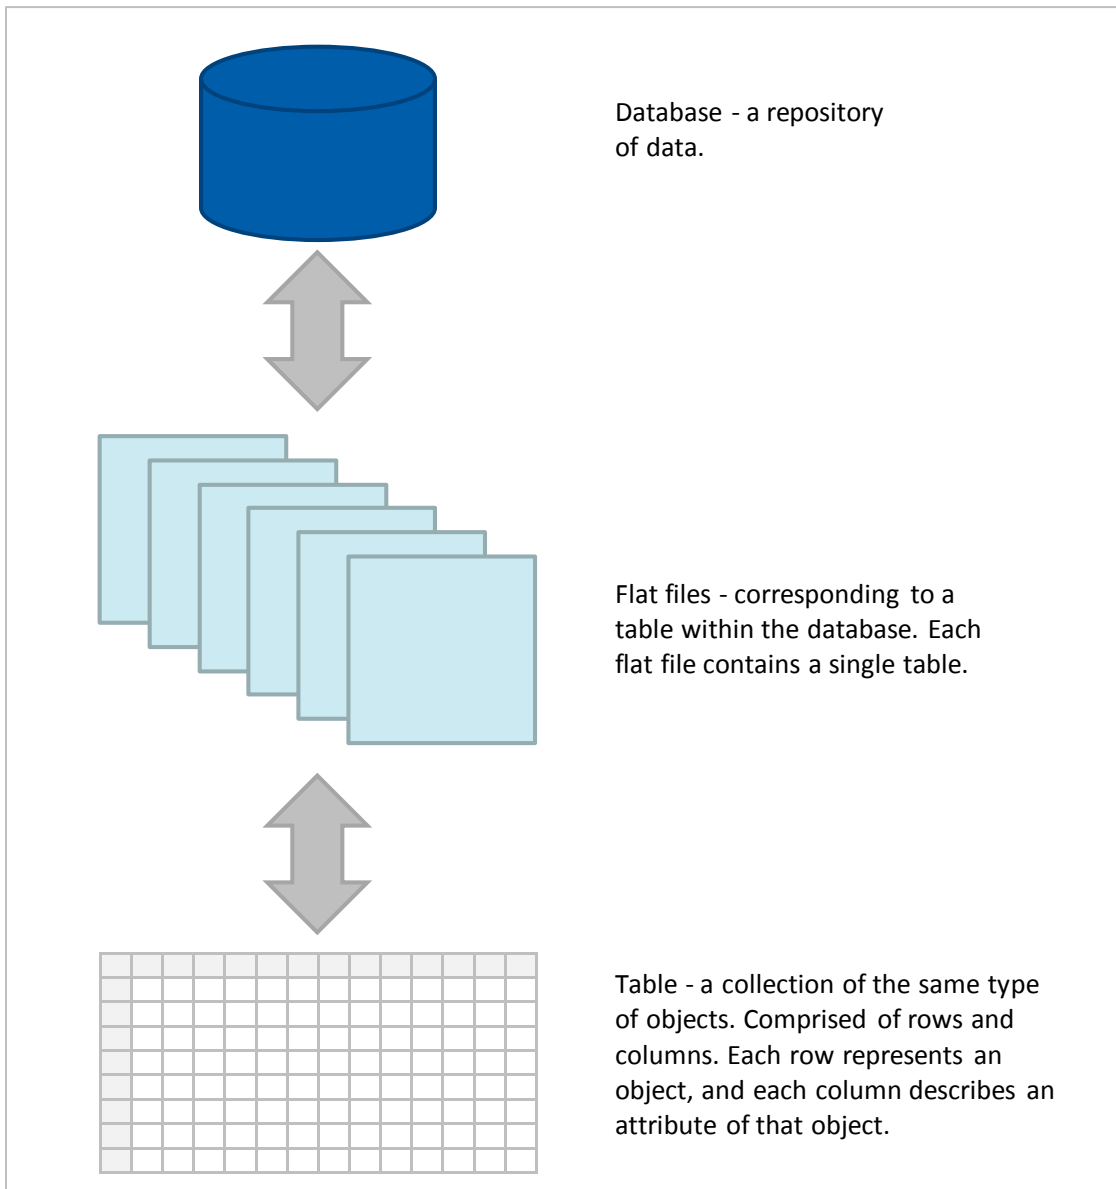 Database - a repository
of data.
Flat files - corresponding to a
table within the database. Each
flat file contains a single table.
Table - a collection of the same type
of objects. Comprised of rows and
columns. Each row represents an
object, and each column describes an
attribute of that object.